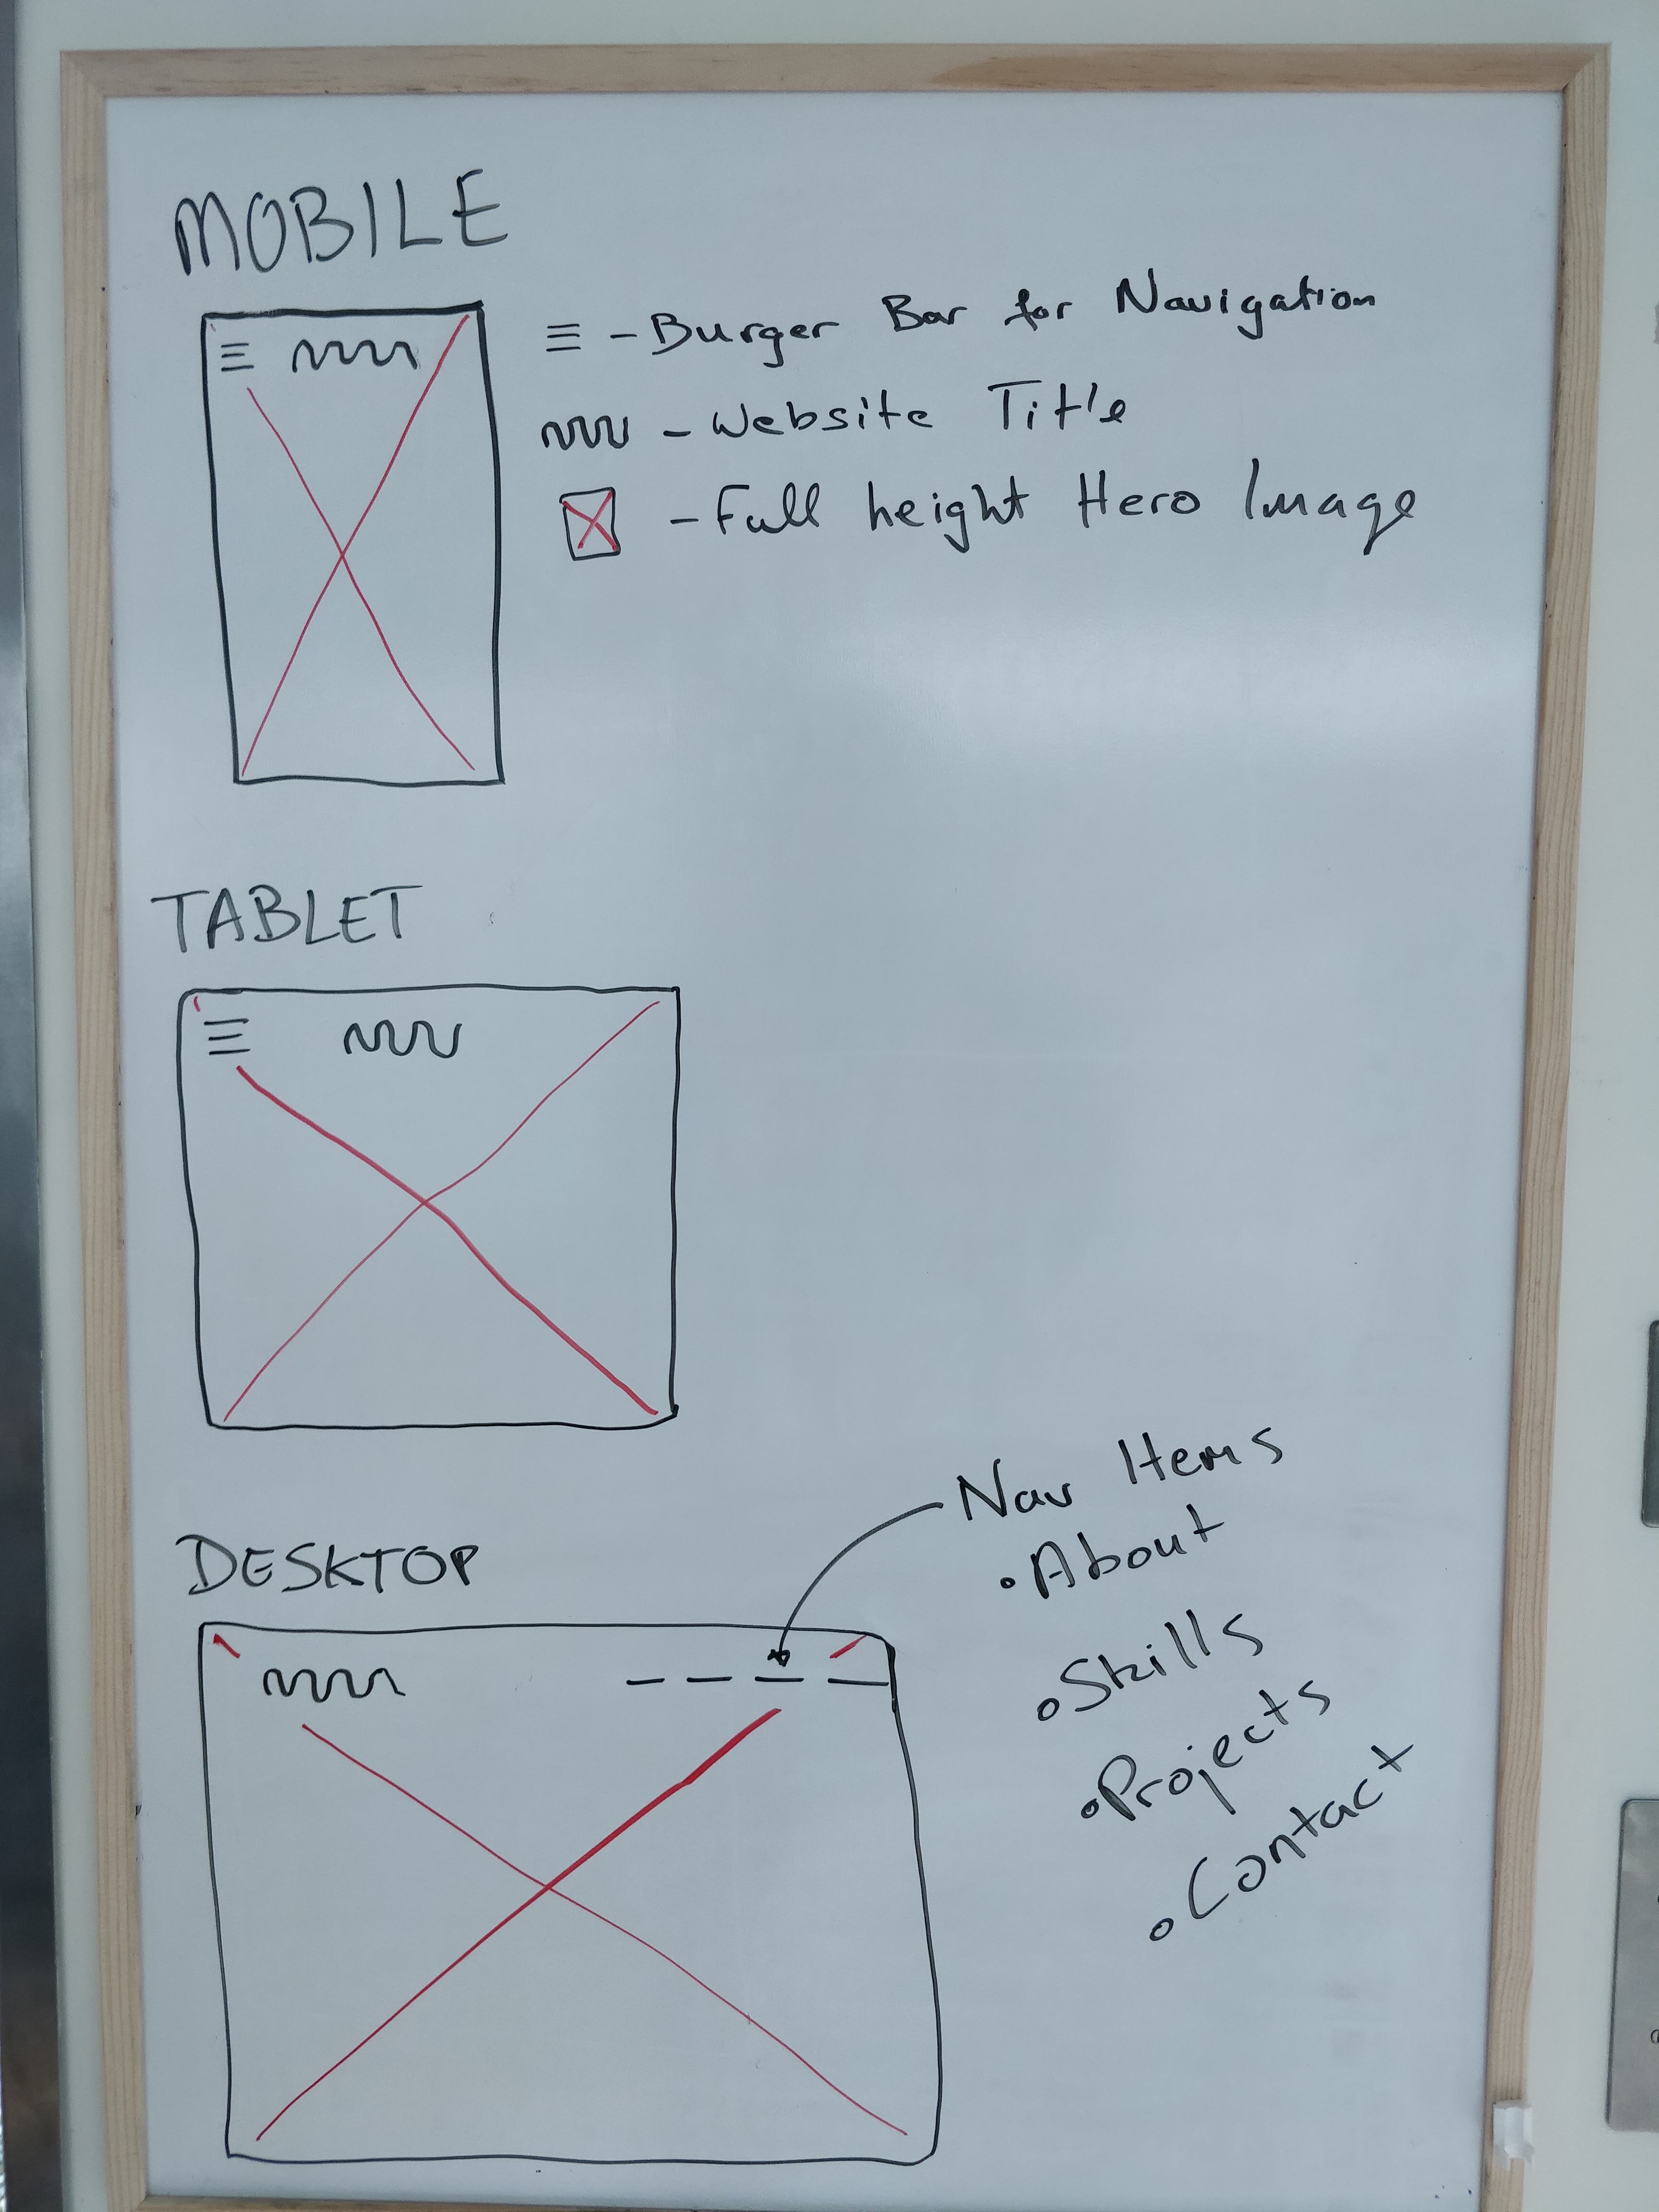 MOBILE
- Burger Bar for Navigation
- Website Title
- Full height Hero Image
TABLET
DESKTOP
Nav Items
• About
• Skills
• Projects
• Contact